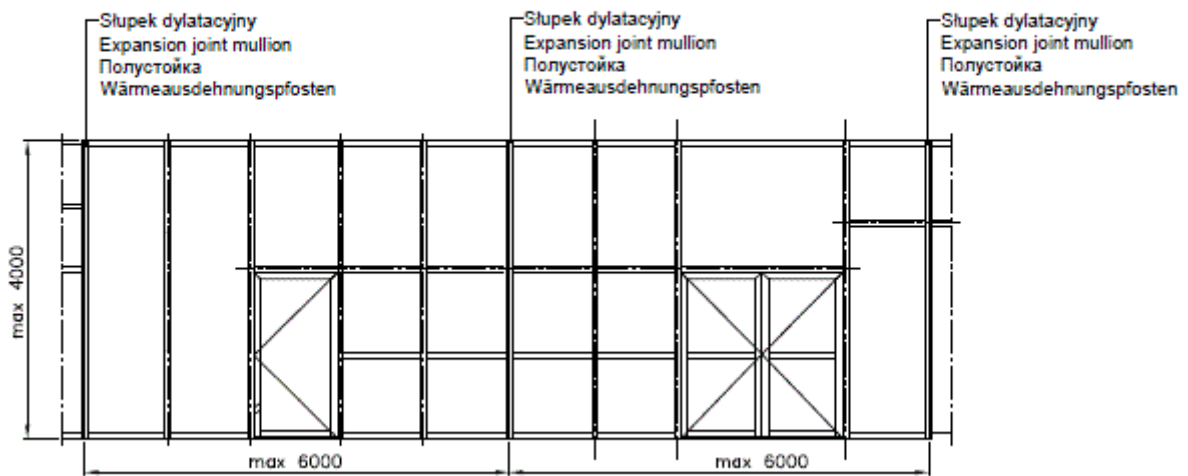 Słupek dylatacyjny
Expansion joint mullion
Полустойка
Wärmeausdehnungspfosten
Słupek dylatacyjny
Expansion joint mullion
Полустойка
Wärmeausdehnungspfosten
Słupek dylatacyjny
Expansion joint mullion
Полустойка
Wärmeausdehnungspfosten
max 4000
max 6000
max 6000